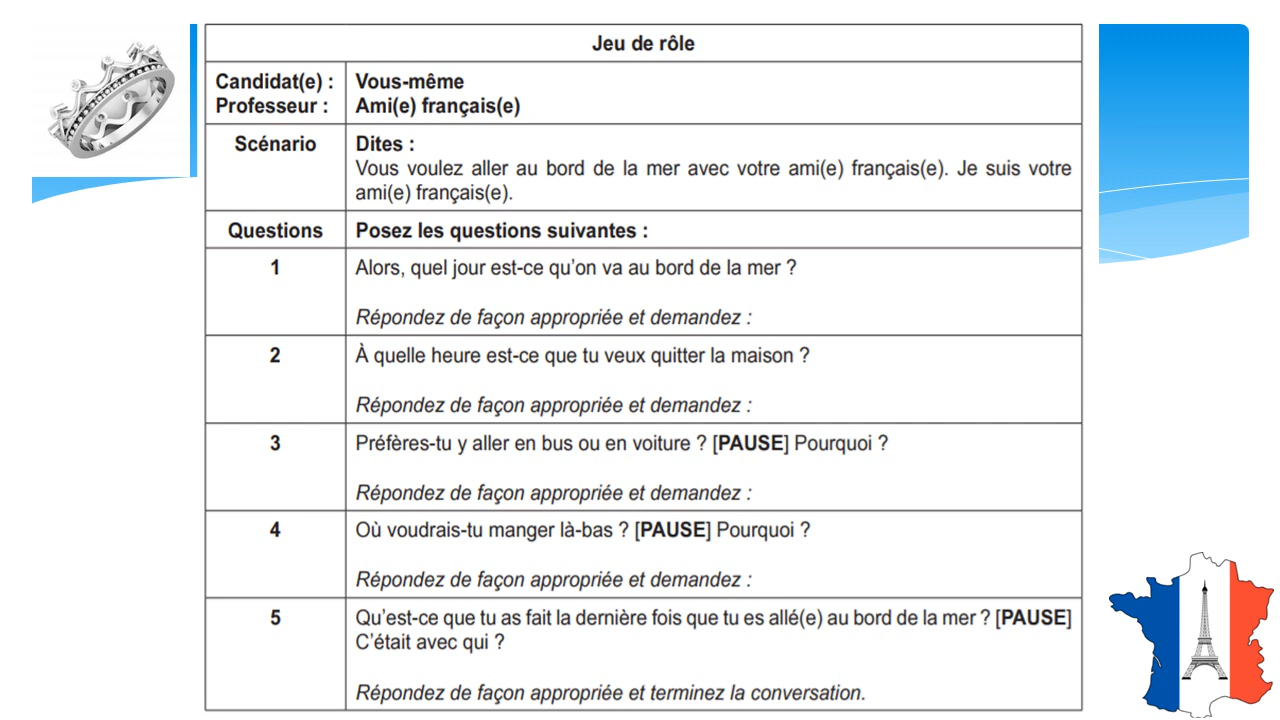 Jeu de rôle
Candidat(e) : Vous-même
Professeur : Ami(e) français(e)
Scénario Dites :
Vous voulez aller au bord de la mer avec votre ami(e) français(e). Je suis votre
ami(e) français(e).
Questions Posez les questions suivantes :
1 Alors, quel jour est-ce qu'on va au bord de la mer ?
Répondez de façon appropriée et demandez :
2 À quelle heure est-ce que tu veux quitter la maison ?
Répondez de façon appropriée et demandez :
3 Préfères-tu y aller en bus ou en voiture ? [PAUSE] Pourquoi ?
Répondez de façon appropriée et demandez :
4 Où voudrais-tu manger là-bas ? [PAUSE] Pourquoi ?
Répondez de façon appropriée et demandez :
5 Qu'est-ce que tu as fait la dernière fois que tu es allé(e) au bord de la mer ? [PAUSE]
C'était avec qui ?
Répondez de façon appropriée et terminez la conversation.